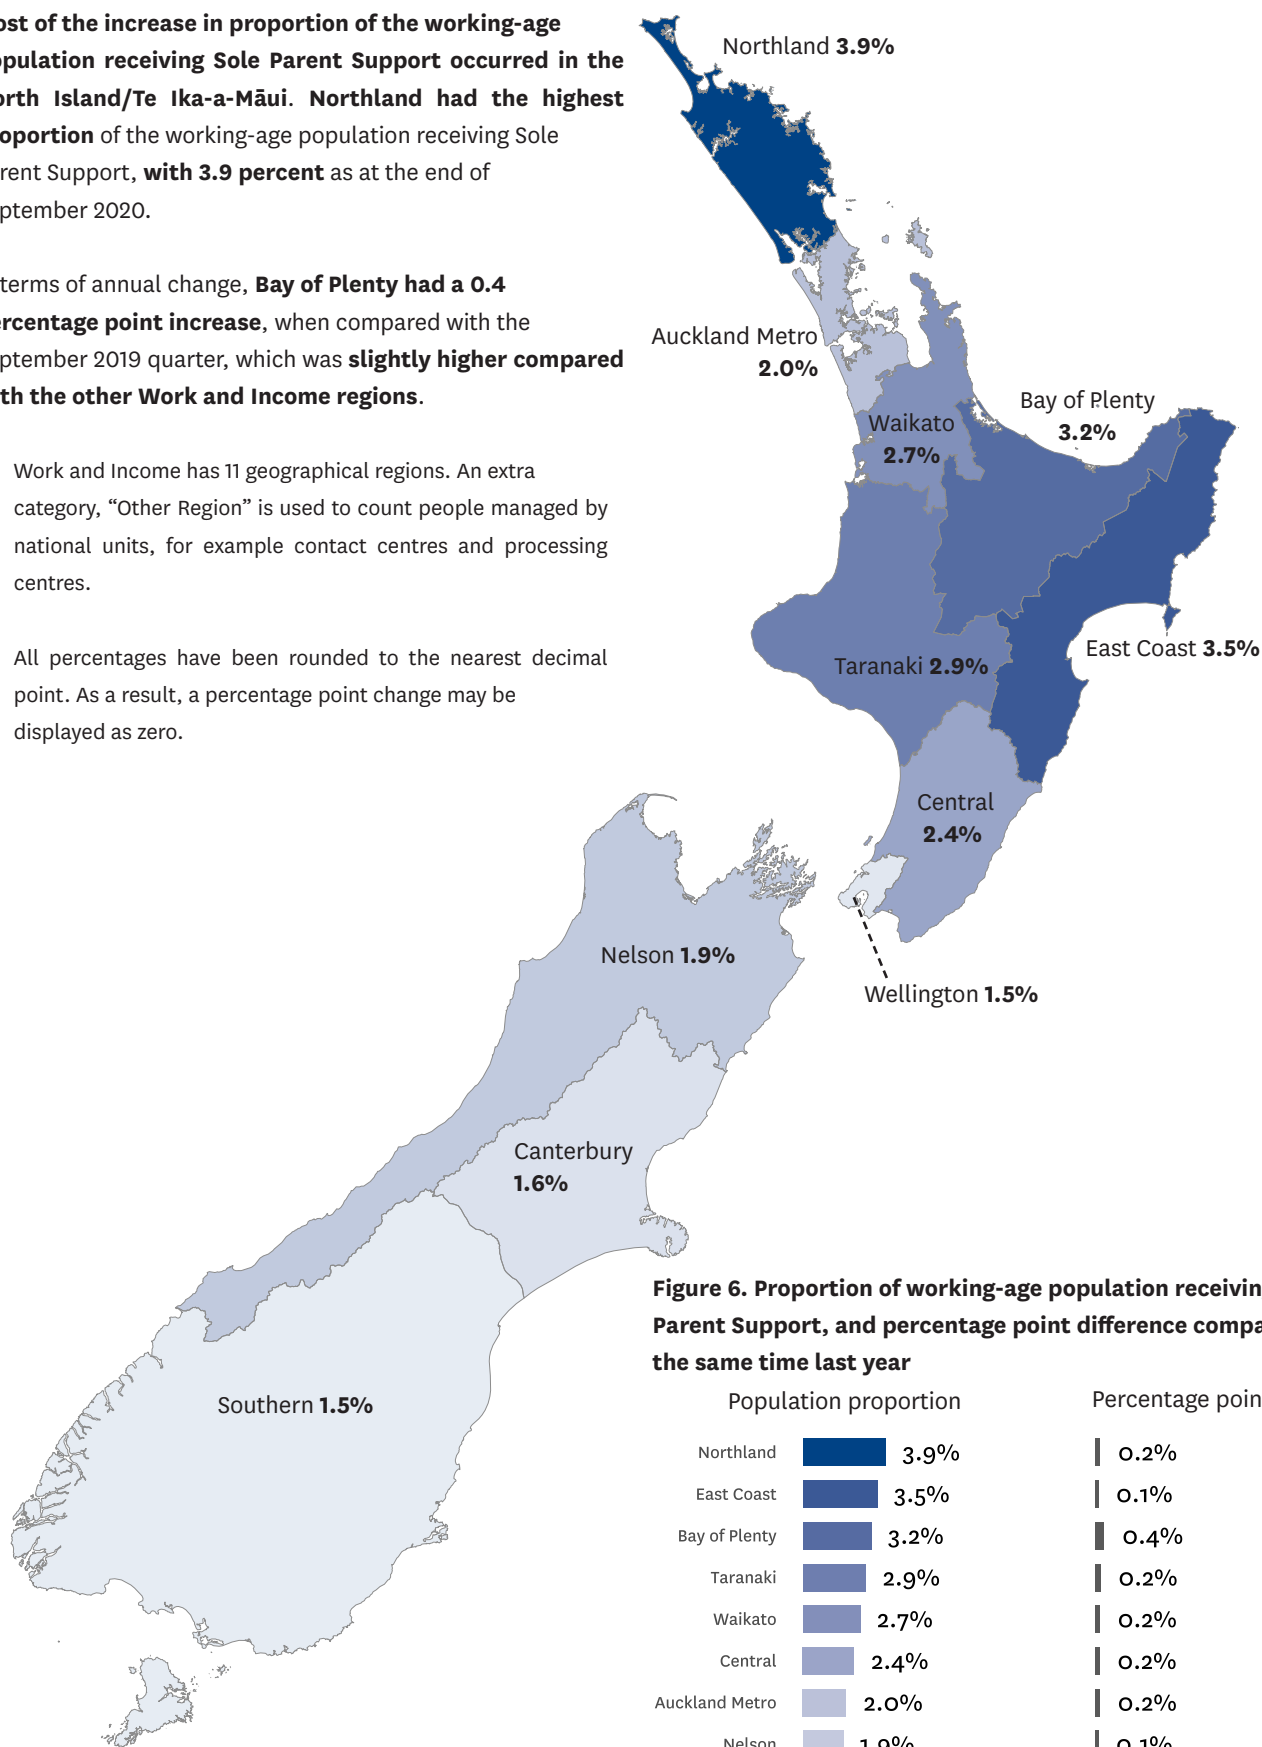 ost of the increase in proportion of the working-age
opulation receiving Sole Parent Support occurred in the
orth Island/Te Ika-a-Māui. Northland had the highest
oportion of the working-age population receiving Sole
rent Support, with 3.9 percent as at the end of
ptember 2020.
terms of annual change, Bay of Plenty had a 0.4
ercentage point increase, when compared with the
ptember 2019 quarter, which was slightly higher compared
th the other Work and Income regions.
Work and Income has 11 geographical regions. An extra
category, “Other Region” is used to count people managed by
national units, for example contact centres and processing
centres.
All percentages have been rounded to the nearest decimal
point. As a result, a percentage point change may be
displayed as zero.
Northland 3.9%
Auckland Metro
2.0%
Waikato
2.7%
Bay of Plenty
3.2%
East Coast 3.5%
Taranaki 2.9%
Central
2.4%
Wellington 1.5%
Nelson 1.9%
Canterbury
1.6%
Southern 1.5%
Figure 6. Proportion of working-age population receivin
Parent Support, and percentage point difference compa
the same time last year
Population proportion Percentage poin
Northland 3.9% 0.2%
East Coast 3.5% 0.1%
Bay of Plenty 3.2% 0.4%
Taranaki 2.9% 0.2%
Waikato 2.7% 0.2%
Central 2.4% 0.2%
Auckland Metro 2.0% 0.2%
Nelson 1.9% 0.1%